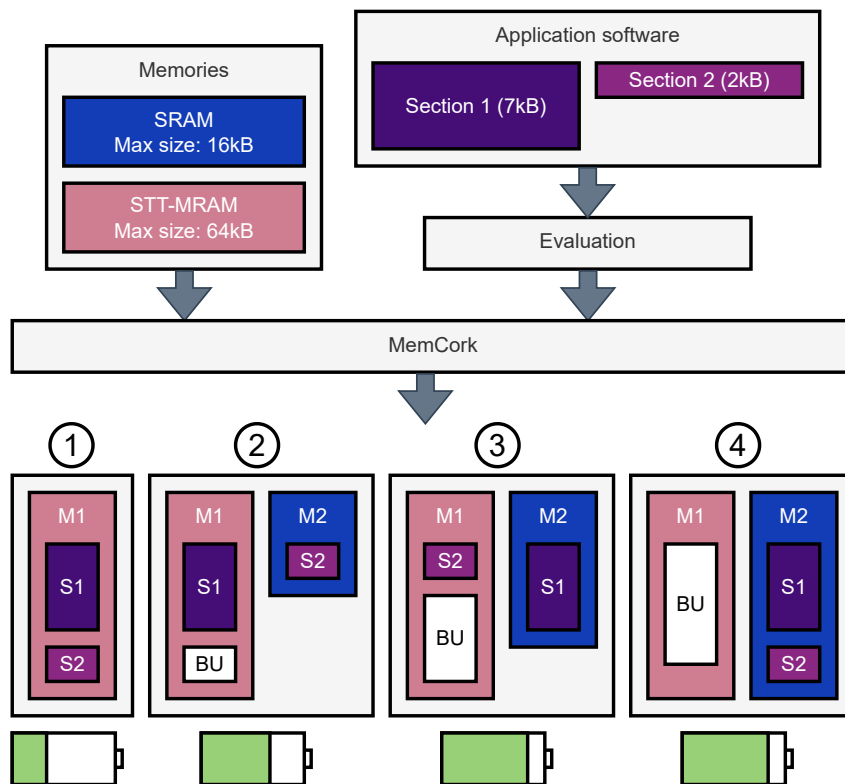 Application software
Memories
SRAM
Max size: 16kB
STT-MRAM
Max size: 64kB
Section 1 (7kB)
Section 2 (2kB)
Evaluation
MemCork
1
2
3
4
M1
S1
S2
M1
S1
BU
M2
S2
M1
S2
BU
M2
S1
M1
BU
M2
S1
S2